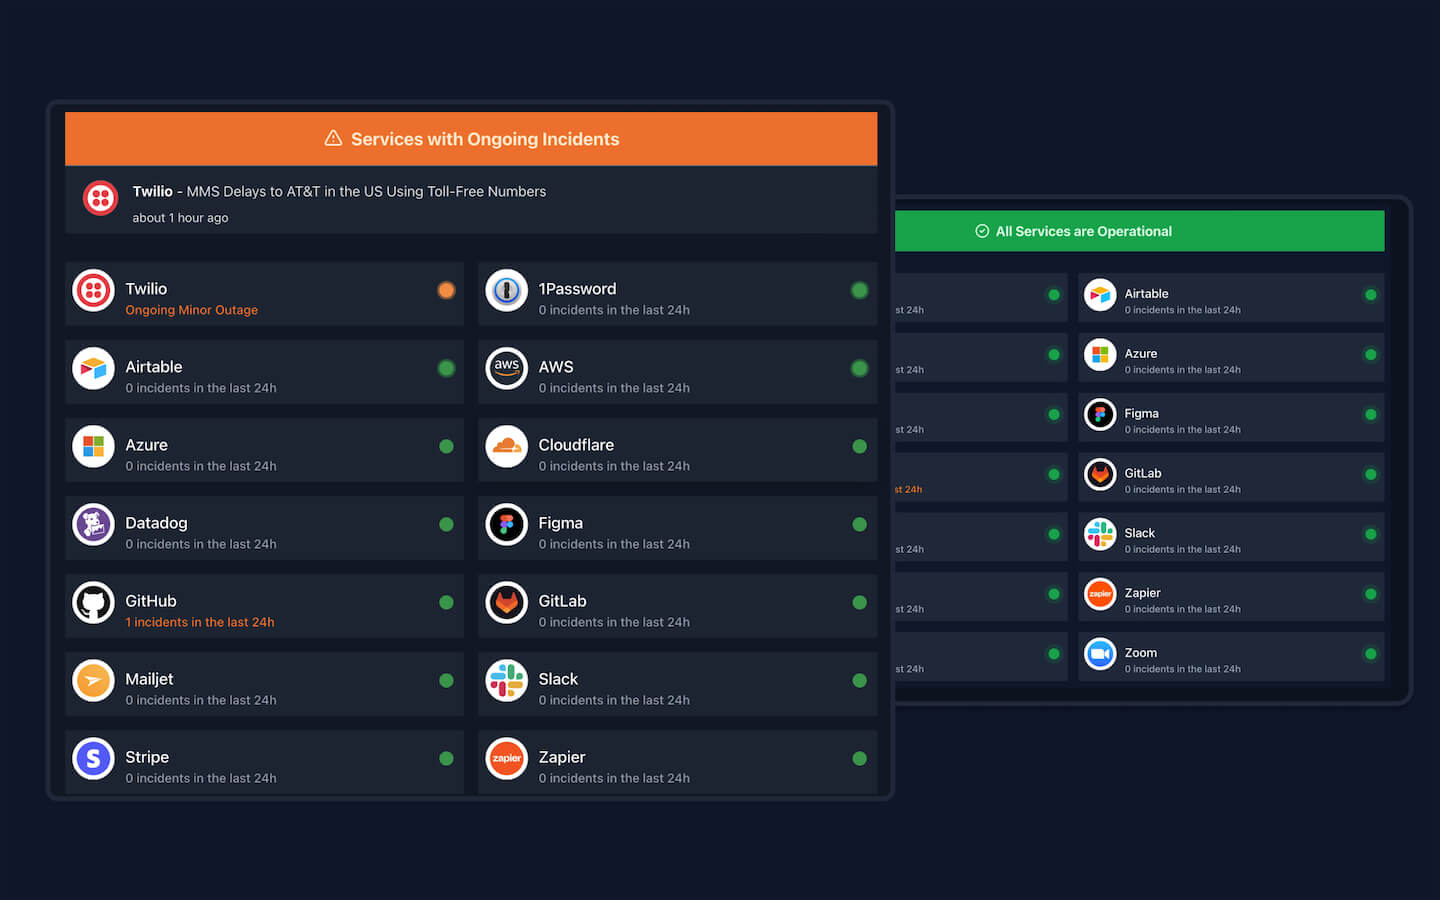 Services with Ongoing Incidents
Twilio - MMS Delays to AT&T in the US Using Toll-Free Numbers
about 1 hour ago
Twilio
Ongoing Minor Outage
1Password
0 incidents in the last 24h
Airtable
0 incidents in the last 24h
aws
AWS
0 incidents in the last 24h
Azure
0 incidents in the last 24h
Cloudflare
0 incidents in the last 24h
Datadog
0 incidents in the last 24h
Figma
0 incidents in the last 24h
GitHub
1 incidents in the last 24h
GitLab
0 incidents in the last 24h
Mailjet
0 incidents in the last 24h
Slack
0 incidents in the last 24h
S
Stripe
0 incidents in the last 24h
zapier
Zapier
0 incidents in the last 24h
All Services are Operational
st 24h
Airtable
0 incidents in the last 24h
st 24h
Azure
0 incidents in the last 24h
st 24h
Figma
0 incidents in the last 24h
st 24h
GitLab
0 incidents in the last 24h
st 24h
Slack
0 incidents in the last 24h
st 24h
zapier
Zapier
0 incidents in the last 24h
st 24h
Zoom
0 incidents in the last 24h